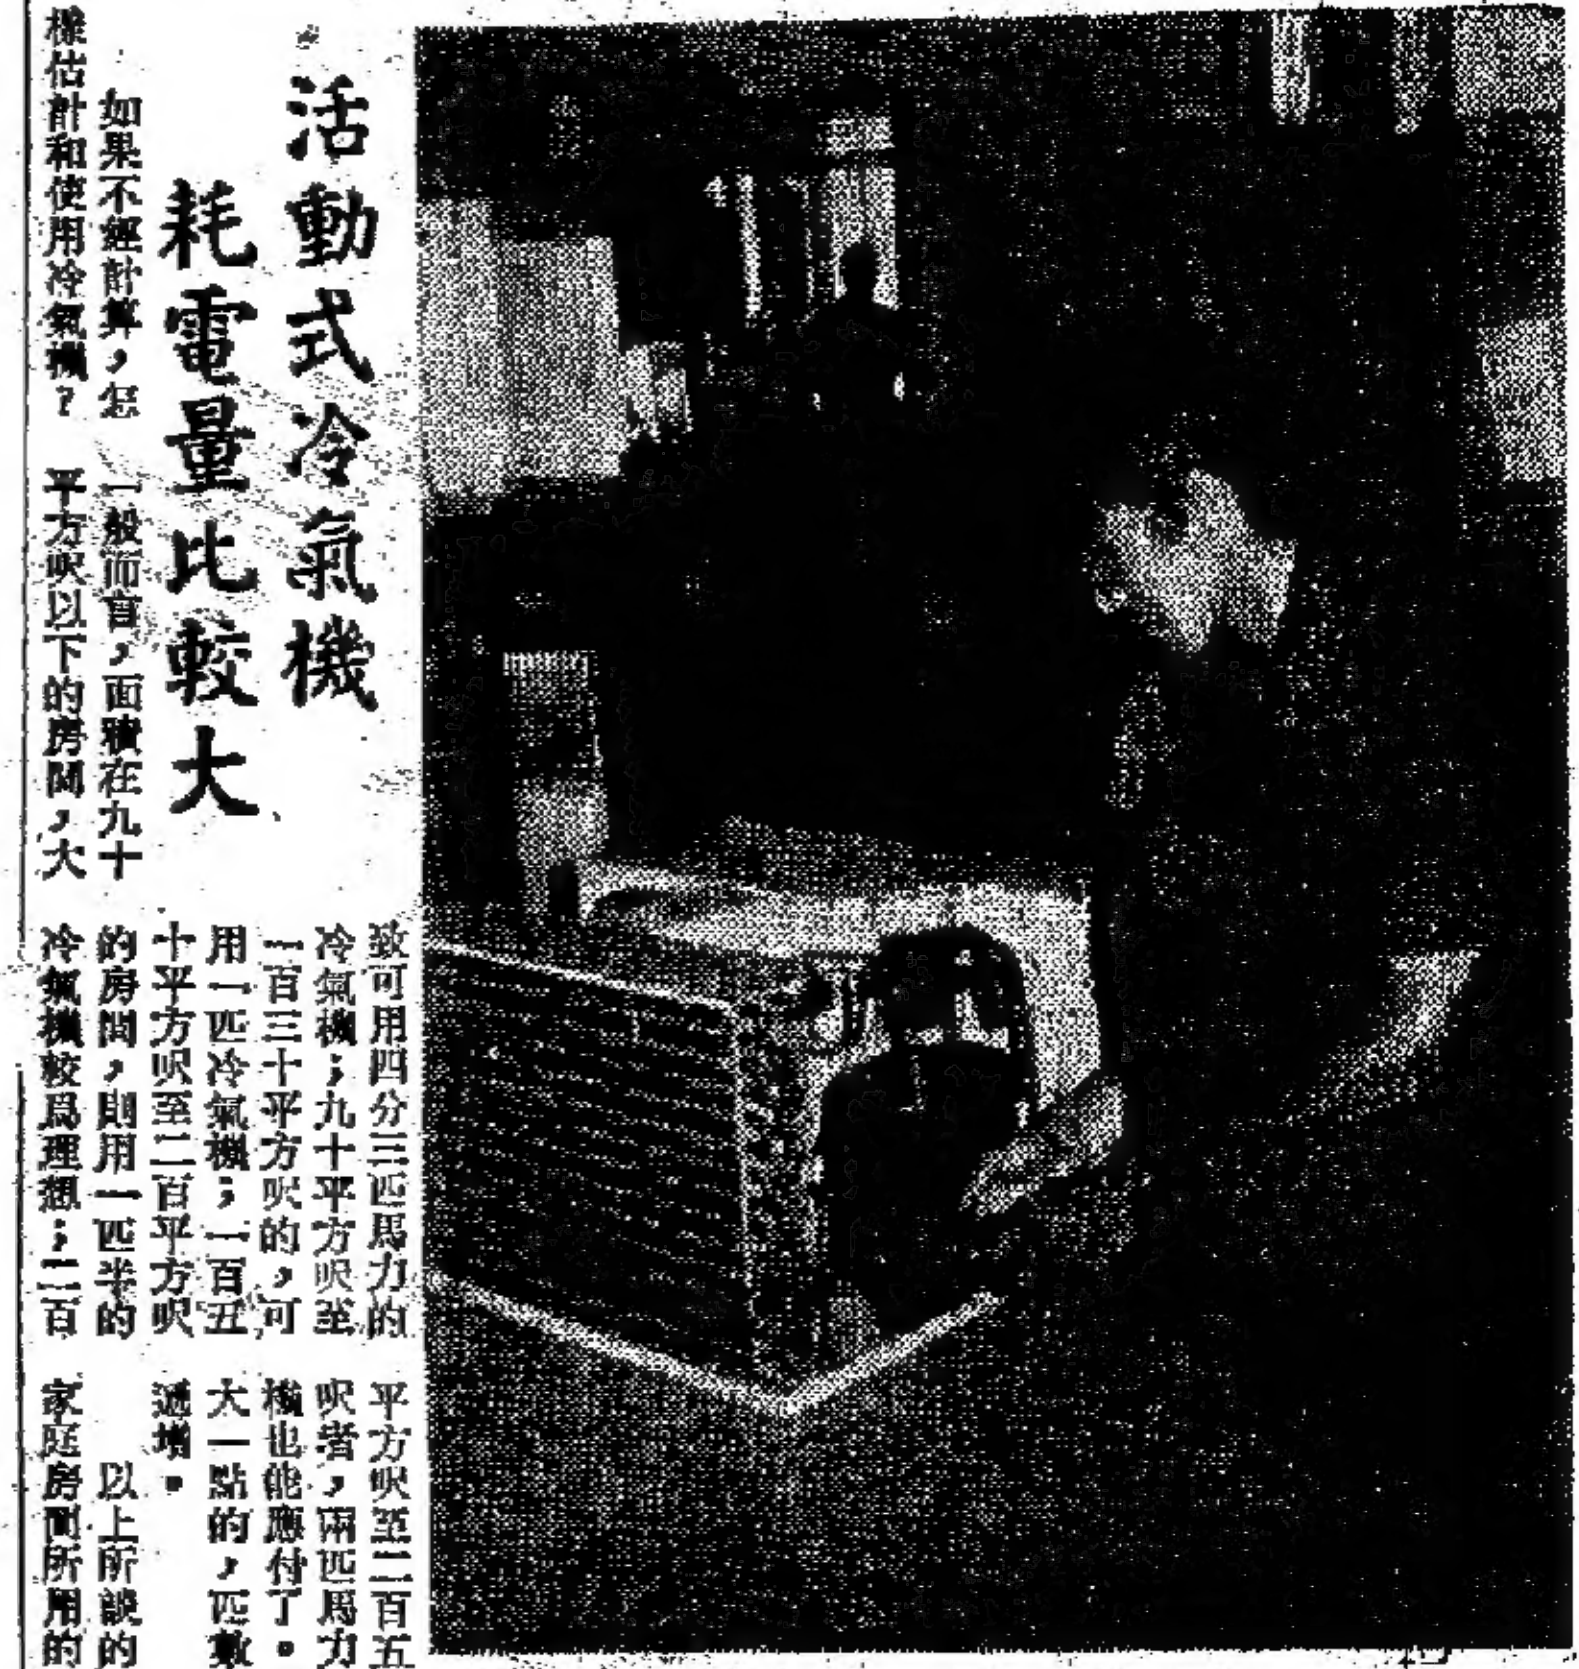 活動式冷氣機
耗電量比較大
如果不經計算，怎
樣估計和使用冷氣機？
一般而言，面積在九十
平方呎以下的房間，大
致可用四分三匹馬力的
冷氣機；九十平方呎至
一百三十平方呎的，可
用一匹冷氣機；一百五
十平方呎至二百平方呎
的房間，則用一匹半的
冷氣機較爲理想；二百
平方呎至二百五
呎者，兩匹馬力
機也能應付了。
大一點的，匹數
遞增。
以上所談的
家庭房間所用的